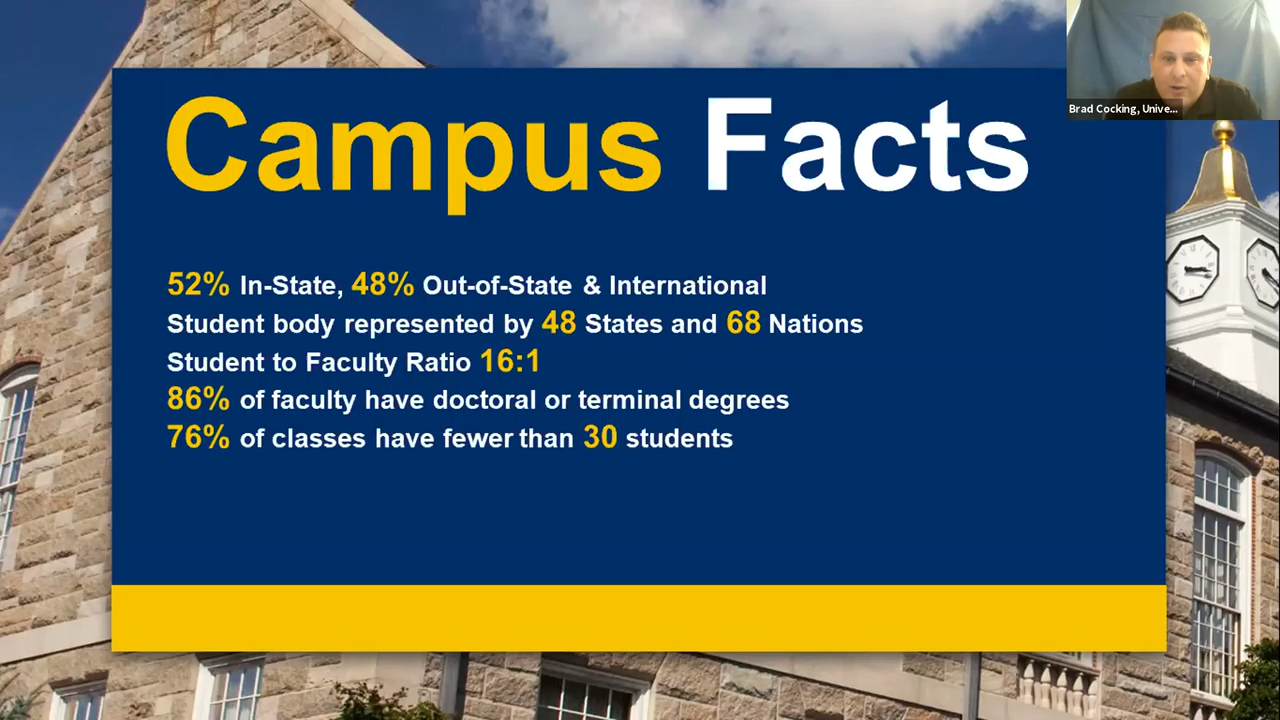 Campus Facts
Brad Cocking, Unive...
52% In-State, 48% Out-of-State & International
Student body represented by 48 States and 68 Nations
Student to Faculty Ratio 16:1
86% of faculty have doctoral or terminal degrees
76% of classes have fewer than 30 students